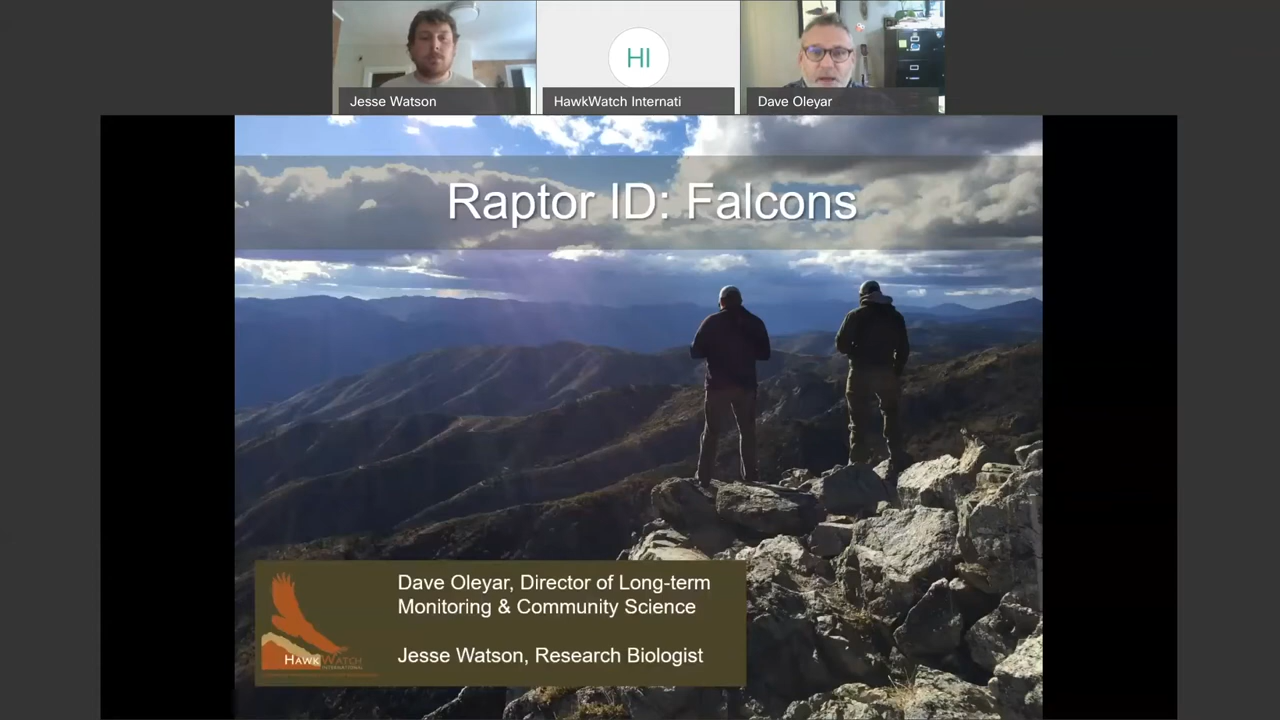 HI
Jesse Watson
HawkWatch Internati
Dave Oleyar
Raptor ID: Falcons
Dave Oleyar, Director of Long-term
Monitoring & Community Science
Jesse Watson, Research Biologist
HAWKWATCH
INTERNATIONAL